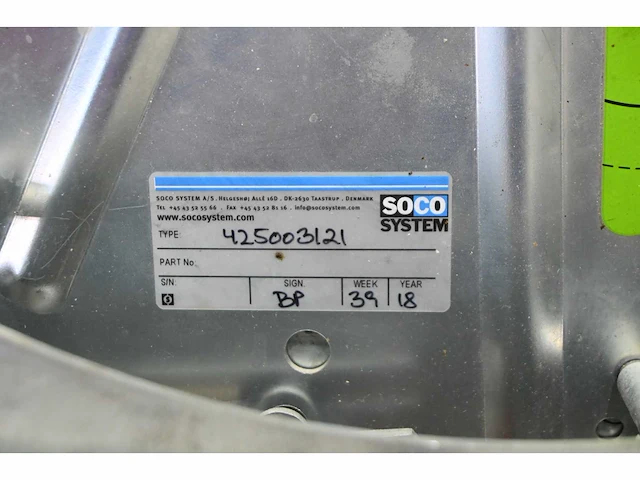 SOCO SYSTEM A/S . HELGESHØJ ALLÉ 16D . DK-2630 TAASTRUP . DENMARK
TEL +45 43 52 55 66 . FAX +45 43 52 81 16 . info@socosystem.com
www.socosystem.com
SOCO
SYSTEM
TYPE: 425003121
PART No:
S/N: SIGN. WEEK YEAR
BP 39 18